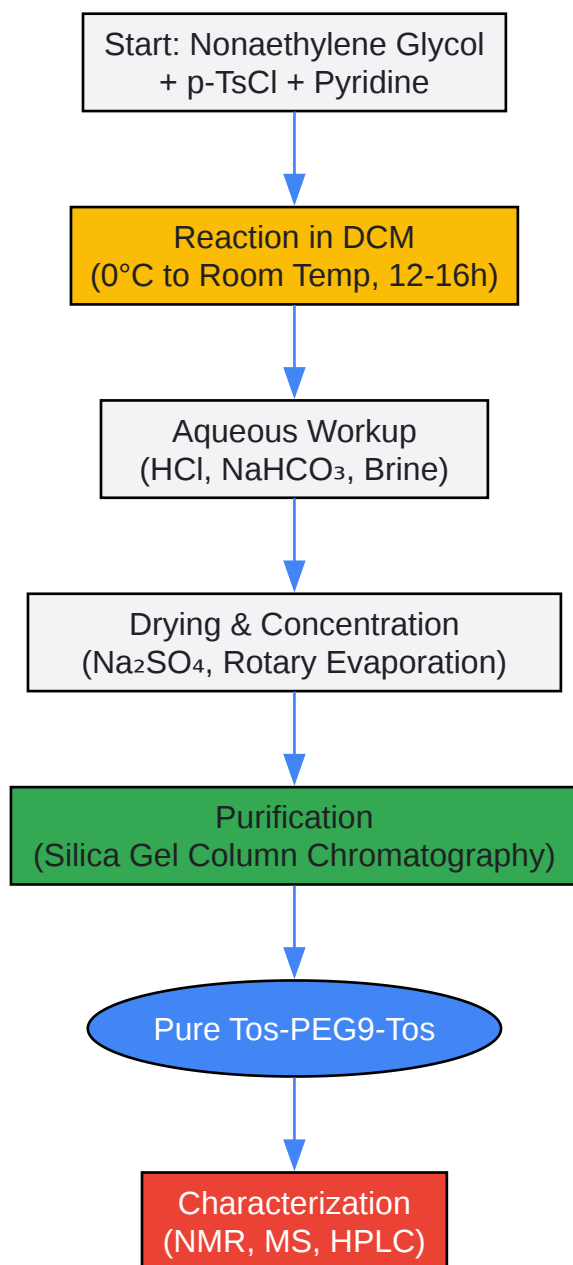 Start: Nonaethylene Glycol
+ p-TsCl + Pyridine
Reaction in DCM
(0°C to Room Temp, 12-16h)
Aqueous Workup
(HCl, NaHCO₃, Brine)
Drying & Concentration
(Na₂SO₄, Rotary Evaporation)
Purification
(Silica Gel Column Chromatography)
Pure Tos-PEG9-Tos
Characterization
(NMR, MS, HPLC)